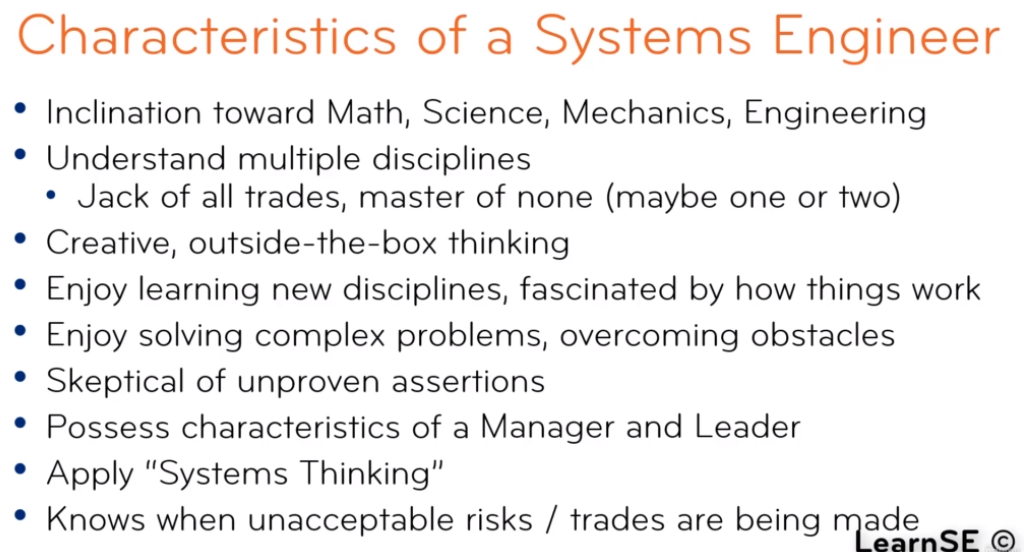 Characteristics of a Systems Engineer
• Inclination toward Math, Science, Mechanics, Engineering
• Understand multiple disciplines
• Jack of all trades, master of none (maybe one or two)
• Creative, outside-the-box thinking
• Enjoy learning new disciplines, fascinated by how things work
• Enjoy solving complex problems, overcoming obstacles
• Skeptical of unproven assertions
• Possess characteristics of a Manager and Leader
• Apply "Systems Thinking"
• Knows when unacceptable risks / trades are being made
LearnSE ©